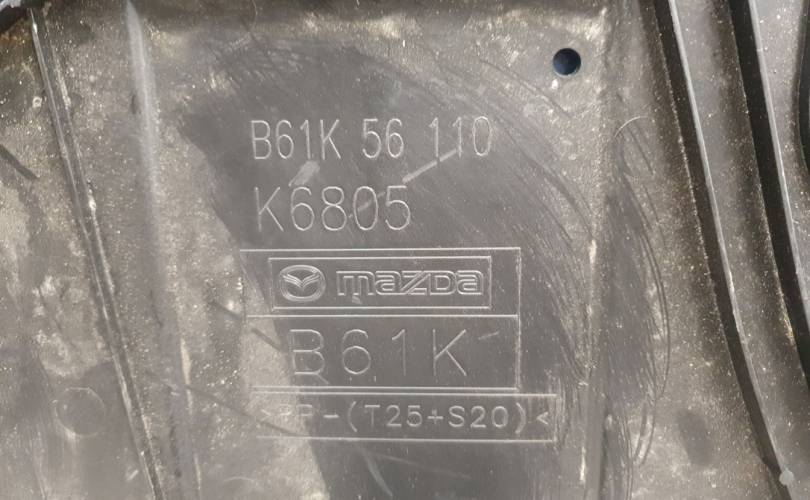 B61K 56 110
K6805
mazda
B61K
>PP-(T25+S20)<